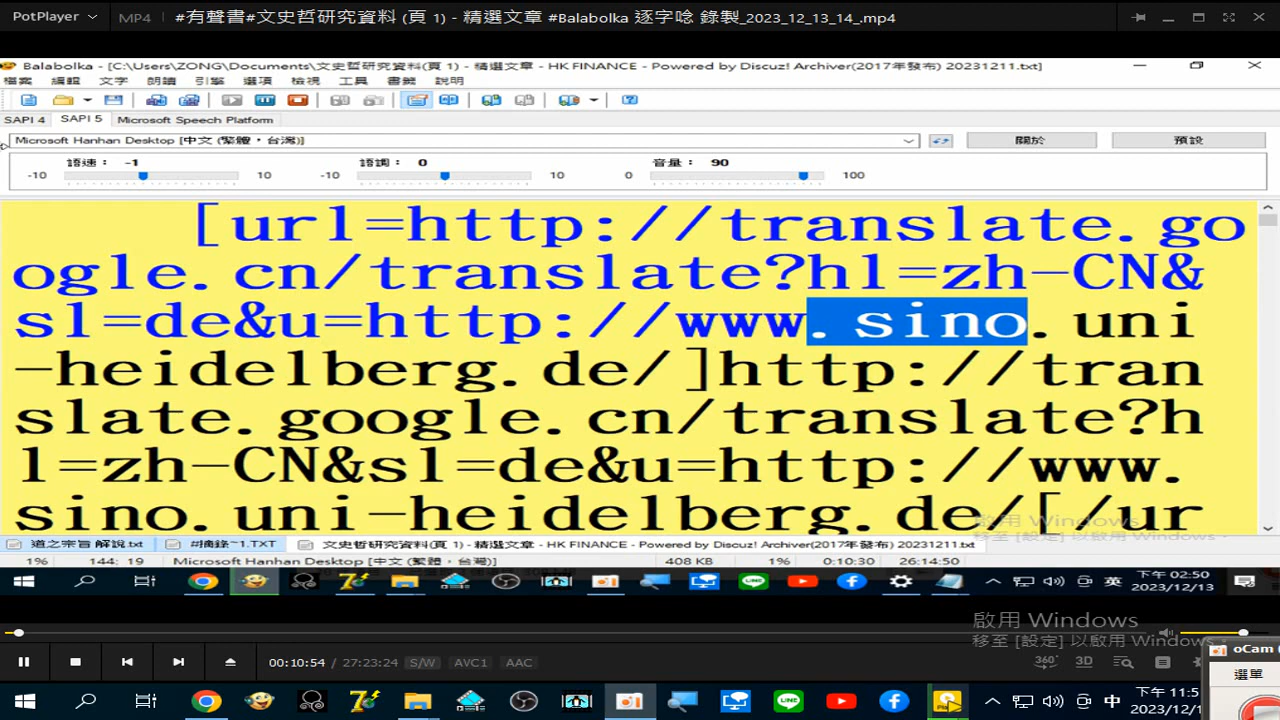 PotPlayer MP4 #有聲書#文史哲研究資料 (頁 1) - 精選文章 #Balabolka 逐字唸 錄製_2023_12_13_14_.mp4
Balabolka - [C:\Users\ZONG\Documents\文史哲研究資料(頁 1) - 精選文章 - HK FINANCE - Powered by Discuz! Archiver(2017年發布) 20231211.txt]
檔案 編輯 文字 朗讀 引擎 選項 檢視 工具 書籤 說明
SAPI 4 SAPI 5 Microsoft Speech Platform
Microsoft Hanhan Desktop [中文 (繁體，台灣)] 關於 預設
語速： -1 語調： 0 音量： 90
-10 10 -10 10 0 100
[url=http://translate.go
ogle.cn/translate?hl=zh-CN&
sl=de&u=http://www.sino.uni
-heidelberg.de/]http://tran
slate.google.cn/translate?h
l=zh-CN&sl=de&u=http://www.
sino.uni-heidelberg.de/[/ur
啟用 Windows
移至 [設定] 以啟用 Windows。
道之宗旨 解說.txt #摘錄~1.TXT 文史哲研究資料(頁 1) - 精選文章 - HK FINANCE - Powered by Discuz! Archiver(2017年發布) 20231211.txt
1% 144: 19 Microsoft Hanhan Desktop [中文 (繁體，台灣)] 408 KB 1% 0:10:30 26:14:50
英 下午 02:50
2023/12/13
啟用 Windows
移至 [設定] 以啟用 Windows。
00:10:54 / 27:23:24 S/W AVC1 AAC 360° 3D
oCam
選單
中 下午 11:5
2023/12/1